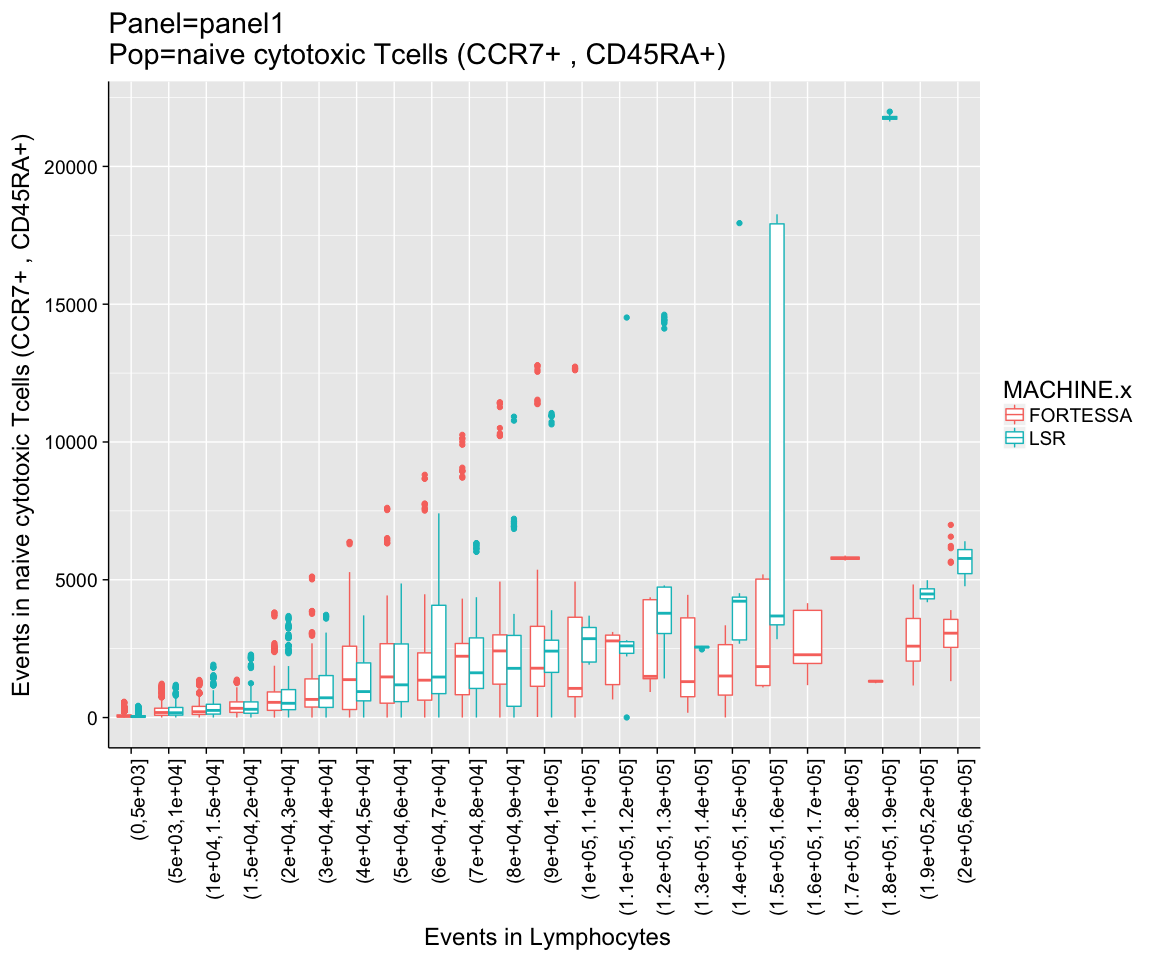 Panel=panel1
Pop=naive cytotoxic Tcells (CCR7+ , CD45RA+)
Events in naive cytotoxic Tcells (CCR7+ , CD45RA+)
20000
15000
10000
5000
0
(0,5e+03]
(5e+03,1e+04]
(1e+04,1.5e+04]
(1.5e+04,2e+04]
(2e+04,3e+04]
(3e+04,4e+04]
(4e+04,5e+04]
(5e+04,6e+04]
(6e+04,7e+04]
(7e+04,8e+04]
(8e+04,9e+04]
(9e+04,1e+05]
(1e+05,1.1e+05]
(1.1e+05,1.2e+05]
(1.2e+05,1.3e+05]
(1.3e+05,1.4e+05]
(1.4e+05,1.5e+05]
(1.5e+05,1.6e+05]
(1.6e+05,1.7e+05]
(1.7e+05,1.8e+05]
(1.8e+05,1.9e+05]
(1.9e+05,2e+05]
(2e+05,6e+05]
Events in Lymphocytes
MACHINE.x
FORTESSA
LSR